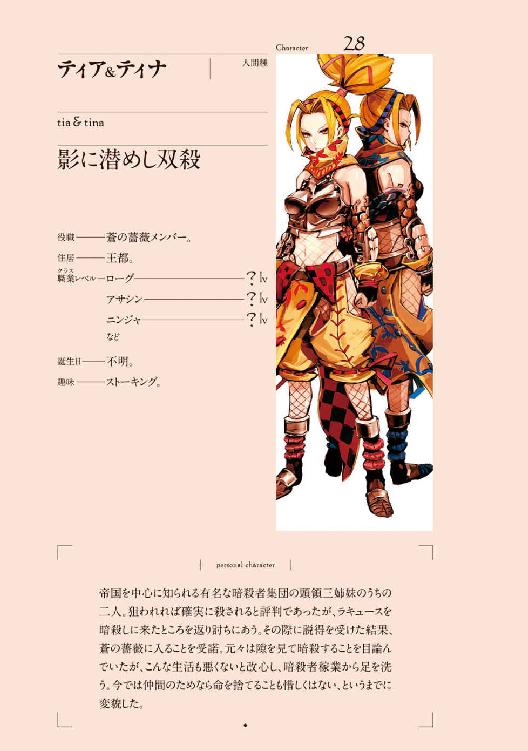 Character 28
ティア&ティナ
人間種
tia & tina
影に潜めし双殺
役職──蒼の薔薇メンバー。
住居──王都。
クラス
職業レベル─ローグ──?lv
アサシン──?lv
ニンジャ──?lv
など
誕生日──不明。
趣味──ストーキング。
personal character
帝国を中心に知られる有名な暗殺者集団の頭領三姉妹のうちの
二人。狙われれば確実に殺されると評判であったが、ラキュースを
暗殺しに来たところを返り討ちにあう。その際に説得を受けた結果、
蒼の薔薇に入ることを受諾。元々は隙を見て暗殺することを目論ん
でいたが、こんな生活も悪くないと改心し、暗殺者稼業から足を洗
う。今では仲間のためなら命を捨てることも惜しくはない、というまでに
変貌した。